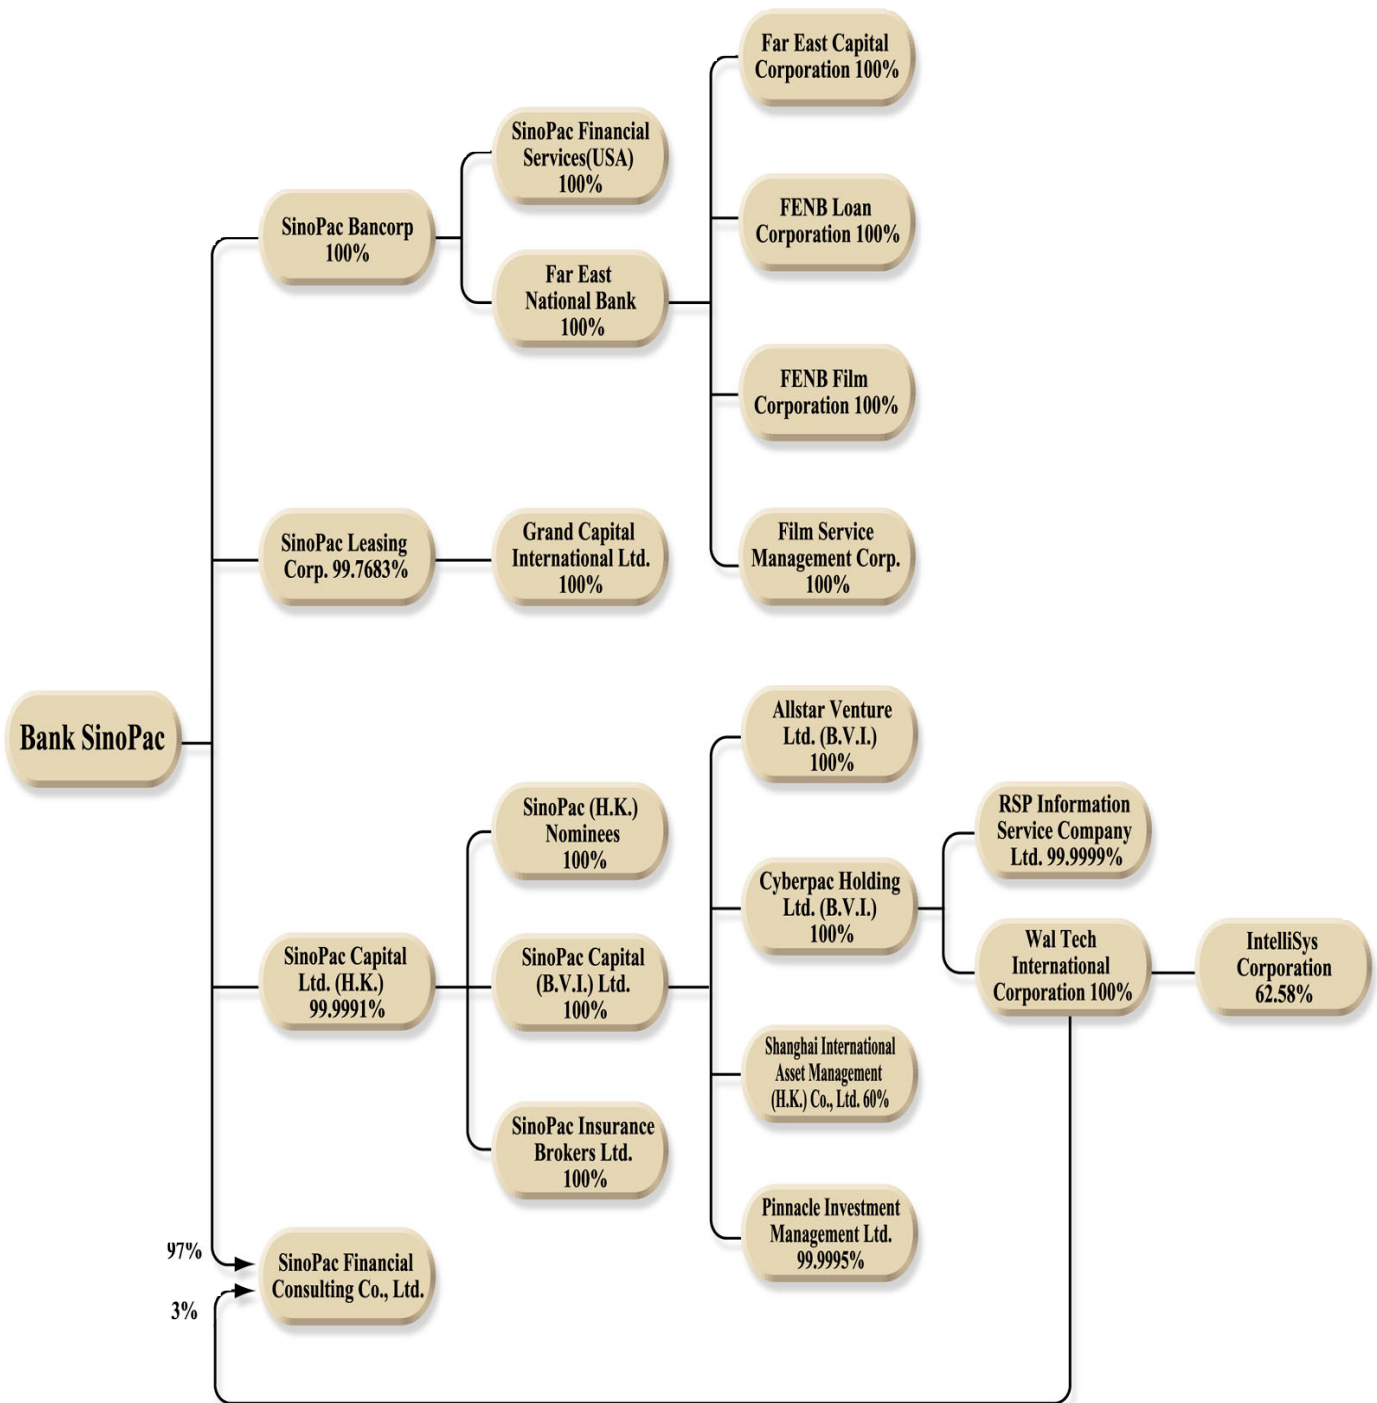 Far East Capital
Corporation 100%
SinoPac Financial
Services(USA)
100%
FENB Loan
Corporation 100%
SinoPac Bancorp
100%
Far East
National Bank
100%
FENB Film
Corporation 100%
SinoPac Leasing
Corp. 99.7683%
Grand Capital
International Ltd.
100%
Film Service
Management Corp.
100%
Bank SinoPac
Allstar Venture
Ltd. (B.V.I.)
100%
SinoPac (H.K.)
Nominees
100%
RSP Information
Service Company
Ltd. 99.9999%
Cyberpac Holding
Ltd. (B.V.I.)
100%
SinoPac Capital
Ltd. (H.K.)
99.9991%
SinoPac Capital
(B.V.I.) Ltd.
100%
Wal Tech
International
Corporation 100%
IntelliSys
Corporation
62.58%
Shanghai International
Asset Management
(H.K.) Co., Ltd. 60%
SinoPac Insurance
Brokers Ltd.
100%
Pinnacle Investment
Management Ltd.
99.9995%
97%
SinoPac Financial
Consulting Co., Ltd.
3%